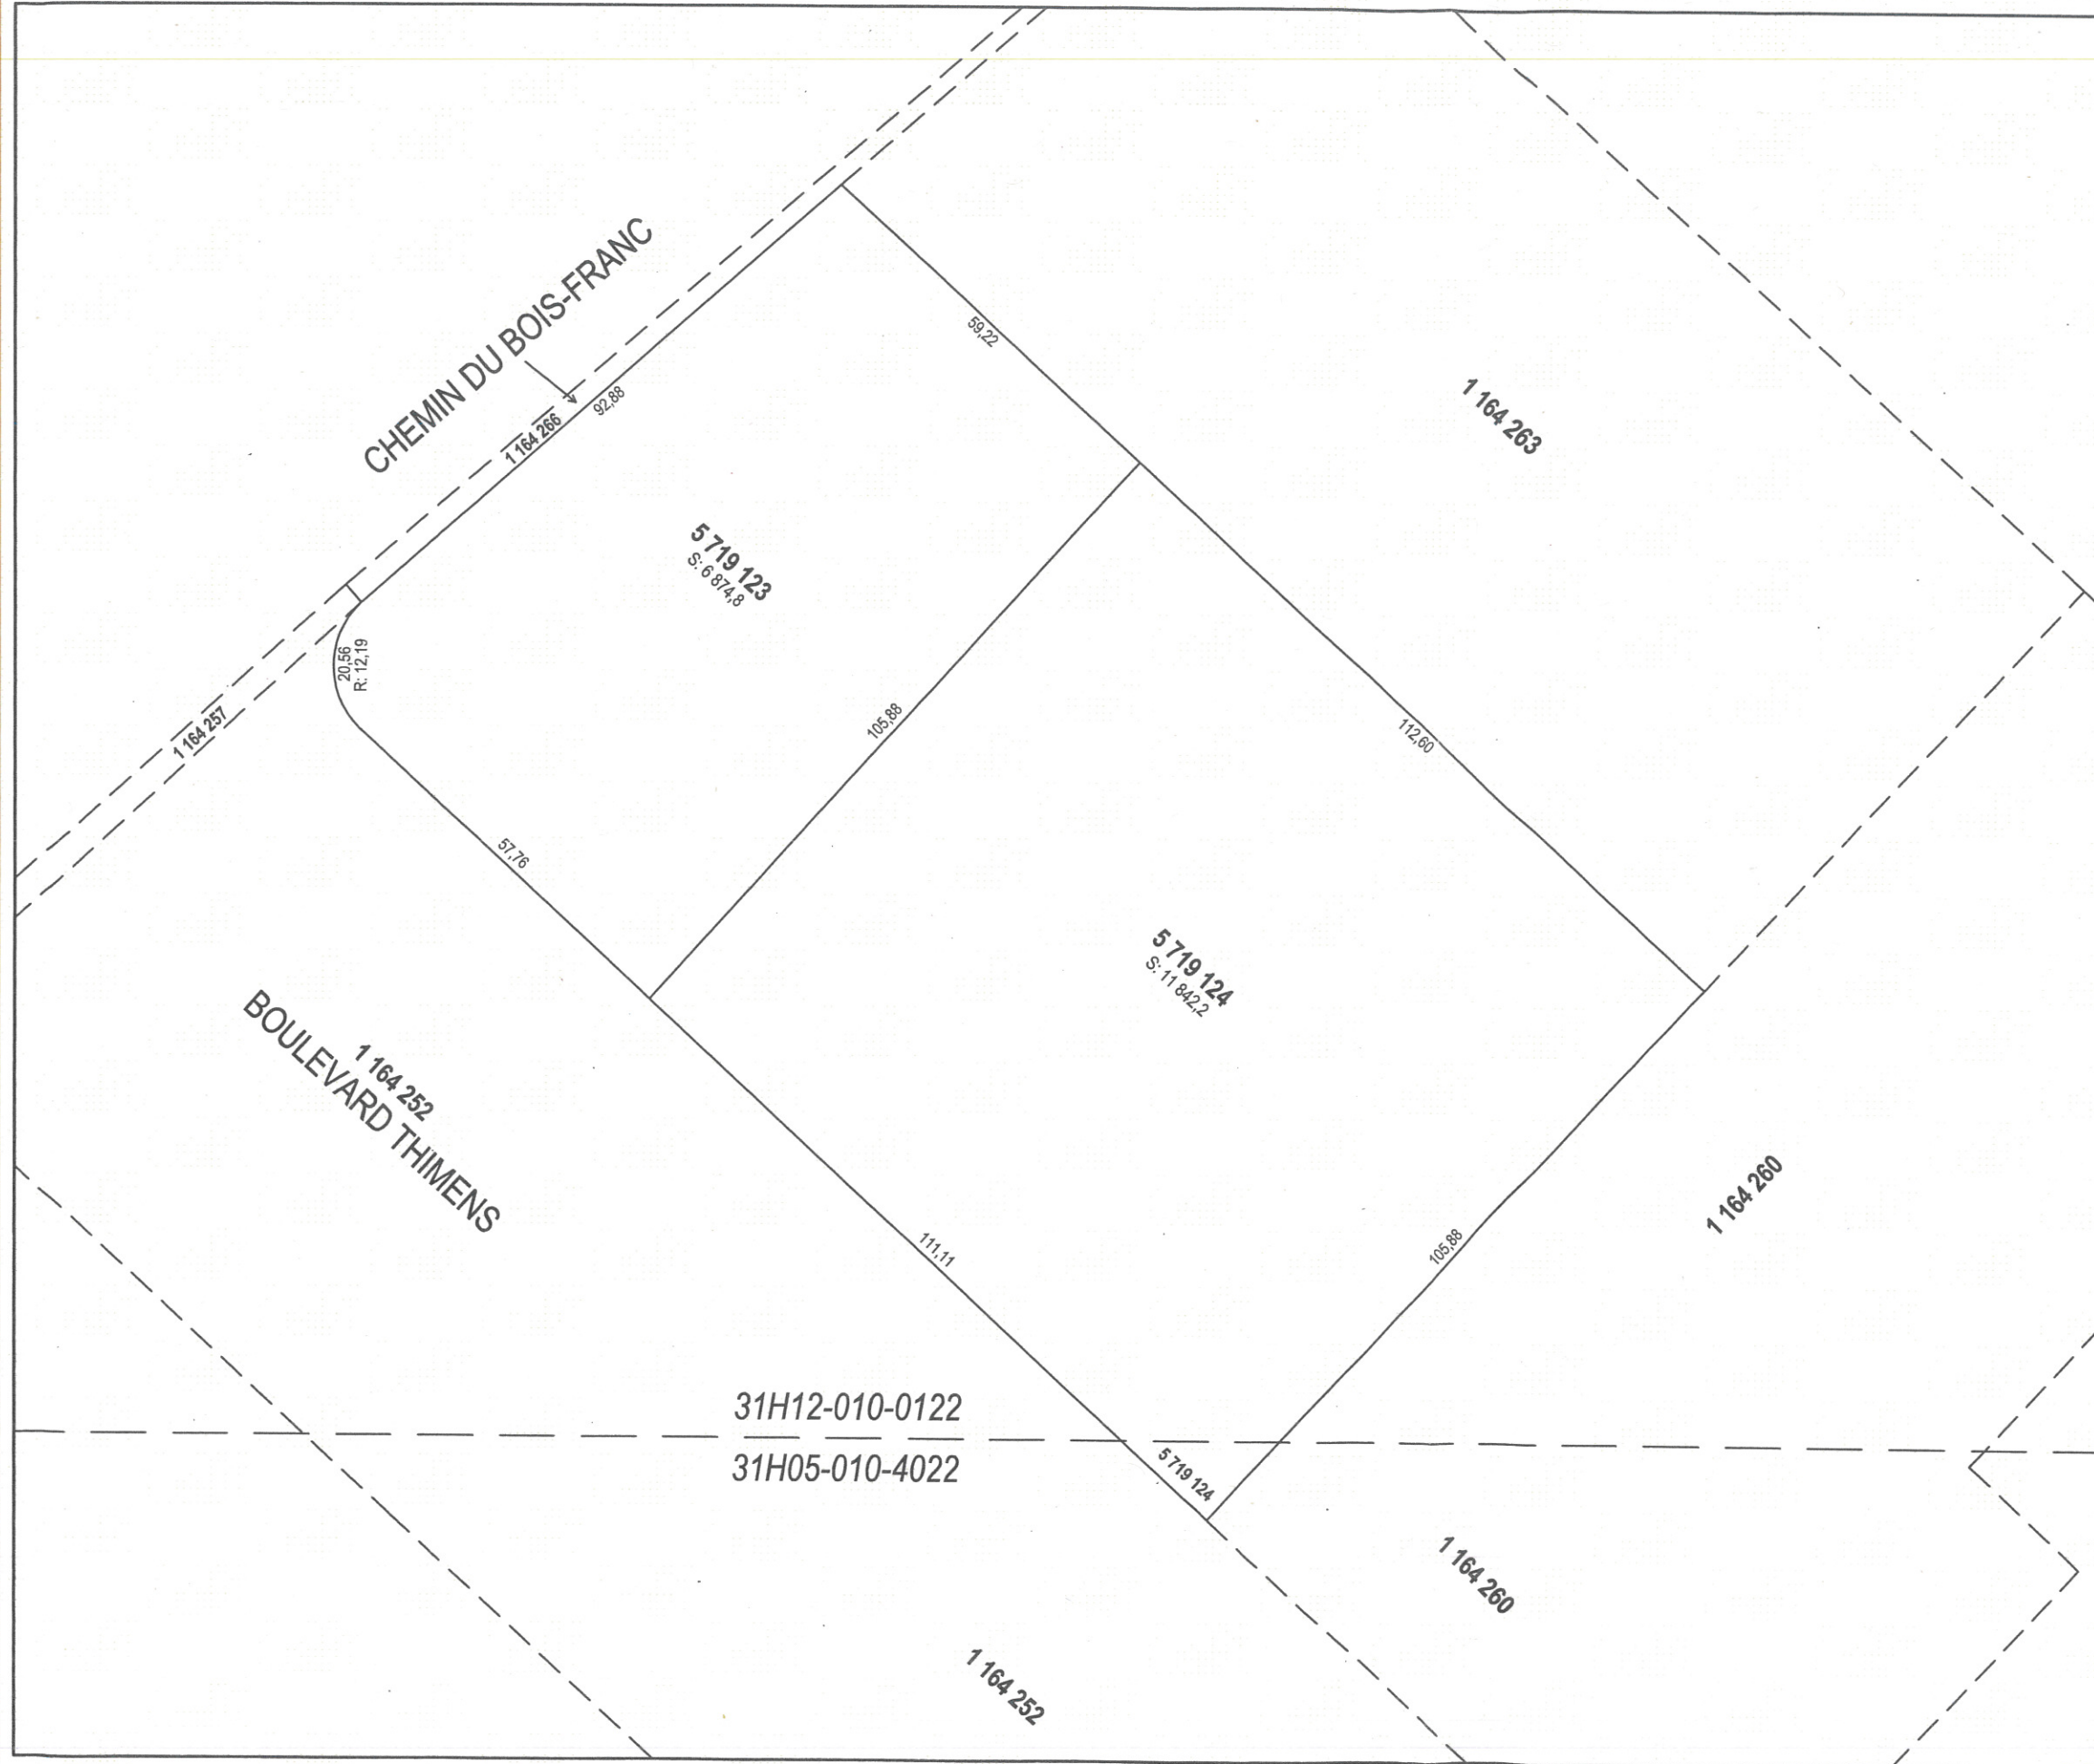 CHEMIN DU BOIS-FRANC
1 164 266
92,88
59,22
1 164 263
5 719 123
S: 6 874,8
20,56
R: 12,19
1 164 257
105,88
112,60
57,76
5 719 124
S: 11 842,2
1 164 252
BOULEVARD THIMENS
1 164 260
111,11
105,88
31H12-010-0122
31H05-010-4022
5 719 124
1 164 260
1 164 252